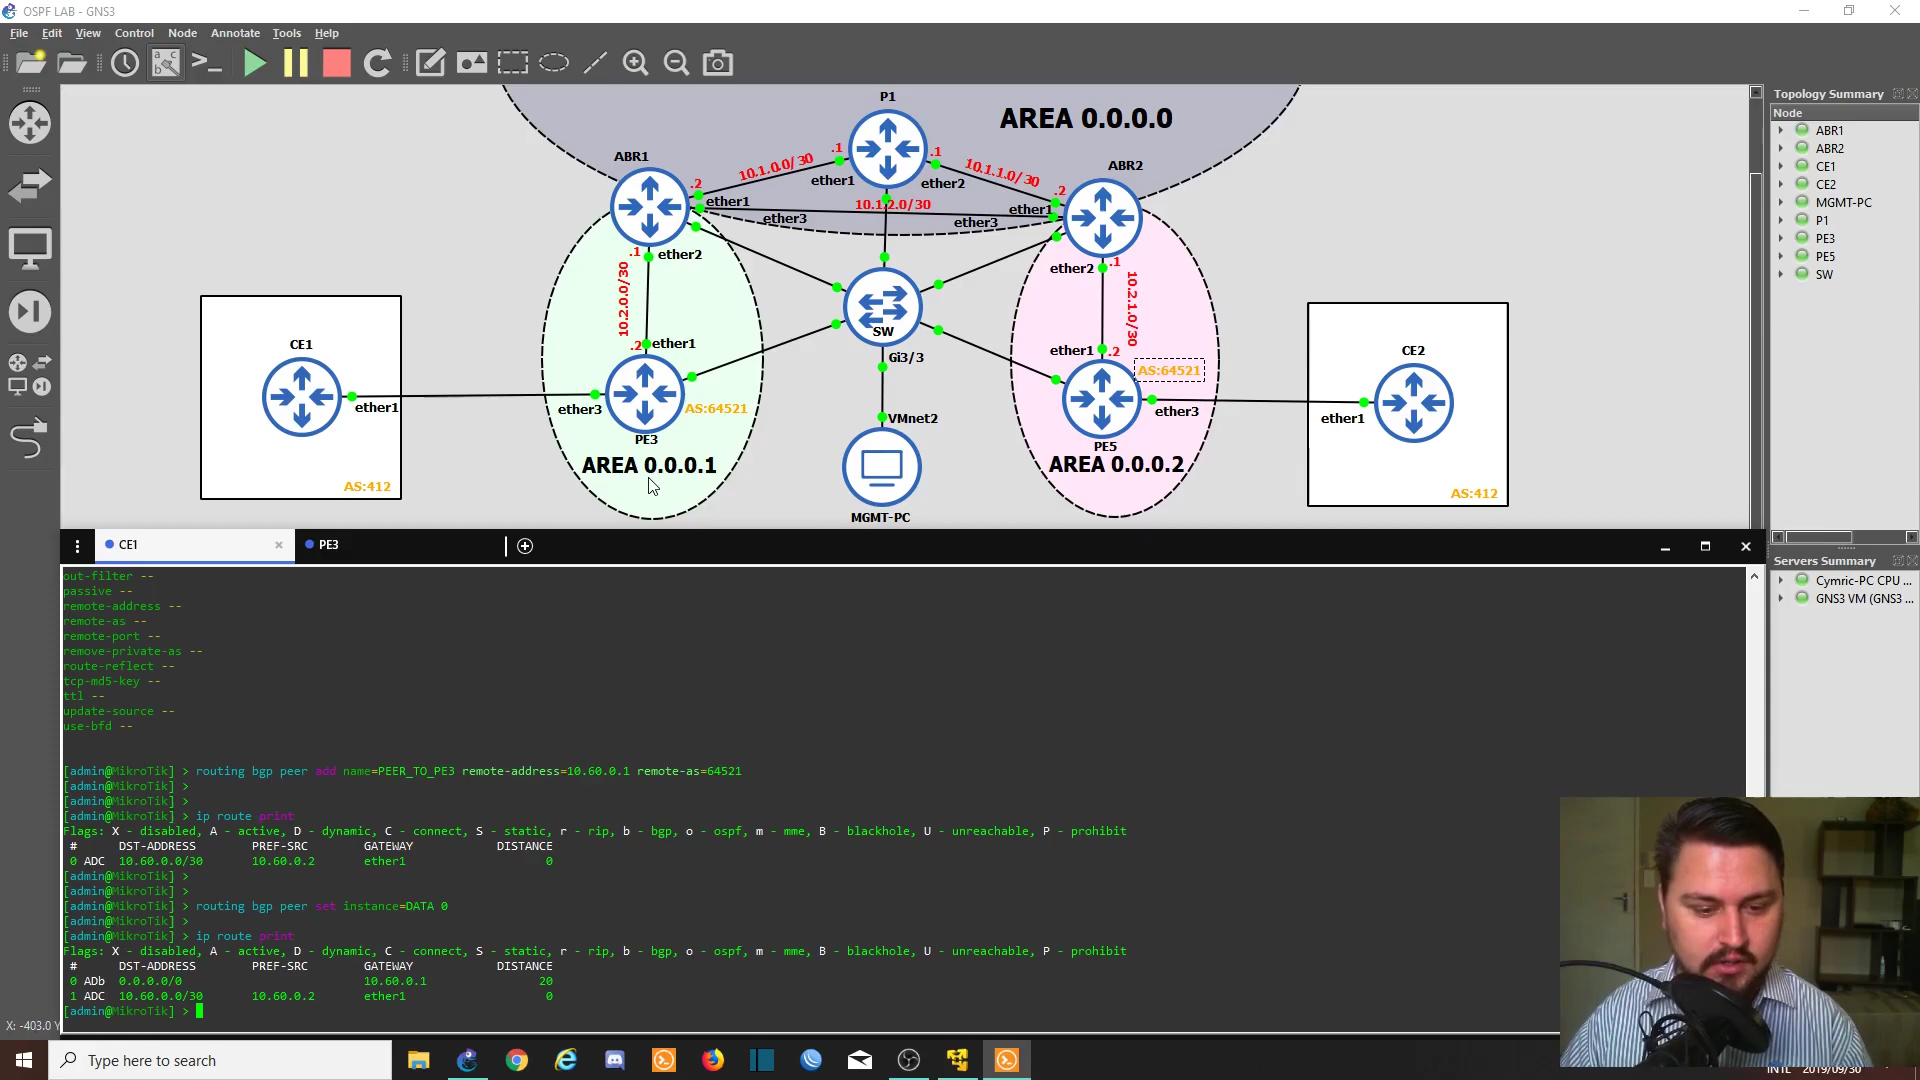 OSPF LAB - GNS3
File Edit View Control Node Annotate Tools Help
P1
AREA 0.0.0.0
ABR1
ABR2
.1
.1
10.1.0.0/30
10.1.1.0/30
ether1
ether2
.2
.2
ether1
10.1.2.0/30
ether1
ether3
ether3
.1
ether2
ether2
.1
10.2.0.0/30
10.2.1.0/30
SW
CE1
.2
ether1
Gi3/3
ether1
.2
CE2
AS:64521
ether1
ether3
AS:64521
VMnet2
ether3
ether1
PE3
PE5
AREA 0.0.0.1
AREA 0.0.0.2
AS:412
AS:412
MGMT-PC
Topology Summary
Node
ABR1
ABR2
CE1
CE2
MGMT-PC
P1
PE3
PE5
SW
Servers Summary
Cymric-PC CPU ...
GNS3 VM (GNS3 ...
CE1
PE3
out-filter --
passive --
remote-address --
remote-as --
remote-port --
remove-private-as --
route-reflect --
tcp-md5-key --
ttl --
update-source --
use-bfd --
[admin@MikroTik] > routing bgp peer add name=PEER_TO_PE3 remote-address=10.60.0.1 remote-as=64521
[admin@MikroTik] >
[admin@MikroTik] >
[admin@MikroTik] > ip route print
Flags: X - disabled, A - active, D - dynamic, C - connect, S - static, r - rip, b - bgp, o - ospf, m - mme, B - blackhole, U - unreachable, P - prohibit
# DST-ADDRESS PREF-SRC GATEWAY DISTANCE
0 ADC 10.60.0.0/30 10.60.0.2 ether1 0
[admin@MikroTik] >
[admin@MikroTik] >
[admin@MikroTik] > routing bgp peer set instance=DATA 0
[admin@MikroTik] >
[admin@MikroTik] > ip route print
Flags: X - disabled, A - active, D - dynamic, C - connect, S - static, r - rip, b - bgp, o - ospf, m - mme, B - blackhole, U - unreachable, P - prohibit
# DST-ADDRESS PREF-SRC GATEWAY DISTANCE
0 ADb 0.0.0.0/0 10.60.0.1 20
1 ADC 10.60.0.0/30 10.60.0.2 ether1 0
[admin@MikroTik] >
X: -403.0 Y
Type here to search
INTL 2019/09/30